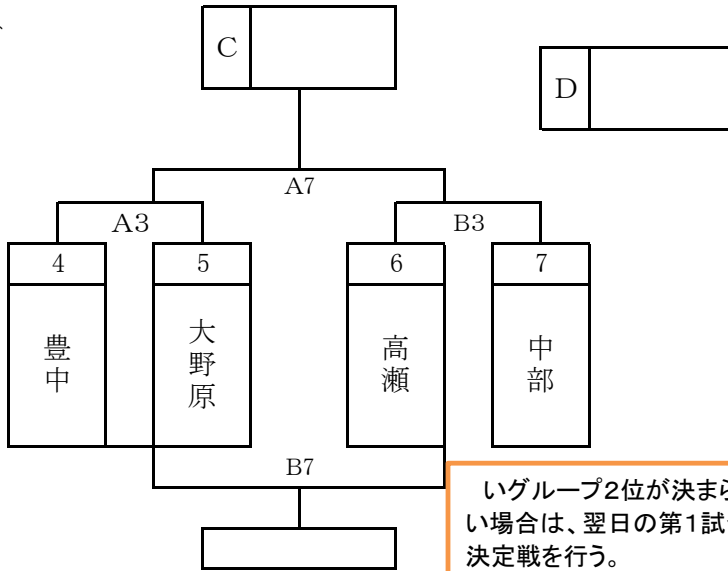 C
D
A7
A3
B3
4
5
6
7
豊中
大野原
高瀬
中部
B7
いグループ2位が決まら
い場合は、翌日の第1試
決定戦を行う。